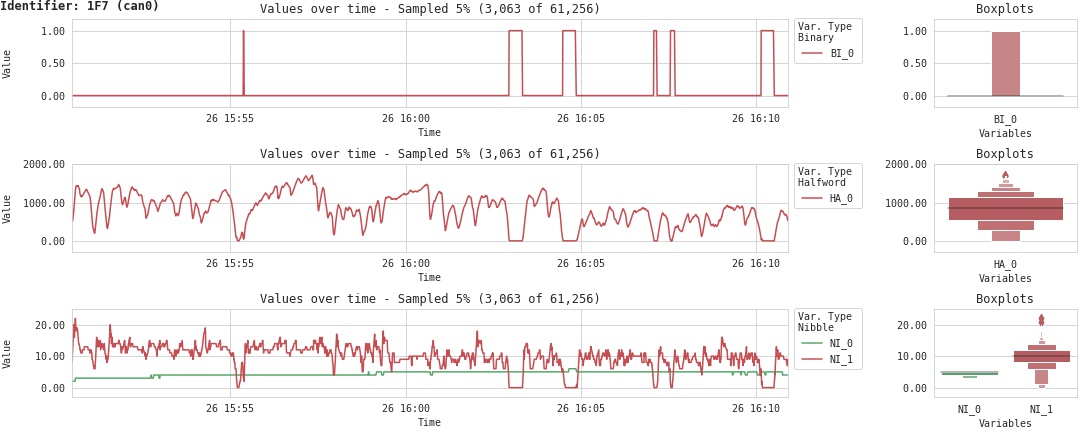 Identifier: 1F7 (can0)
Values over time - Sampled 5% (3,063 of 61,256)
Boxplots
Value
1.00
0.50
0.00
26 15:55
26 16:00
26 16:05
26 16:10
Time
Var. Type
Binary
BI_0
1.00
0.50
0.00
BI_0
Variables
Values over time - Sampled 5% (3,063 of 61,256)
Boxplots
Value
2000.00
1000.00
0.00
26 15:55
26 16:00
26 16:05
26 16:10
Time
Var. Type
Halfword
HA_0
2000.00
1000.00
0.00
HA_0
Variables
Values over time - Sampled 5% (3,063 of 61,256)
Boxplots
Value
20.00
10.00
0.00
26 15:55
26 16:00
26 16:05
26 16:10
Time
Var. Type
Nibble
NI_0
NI_1
20.00
10.00
0.00
NI_0
NI_1
Variables